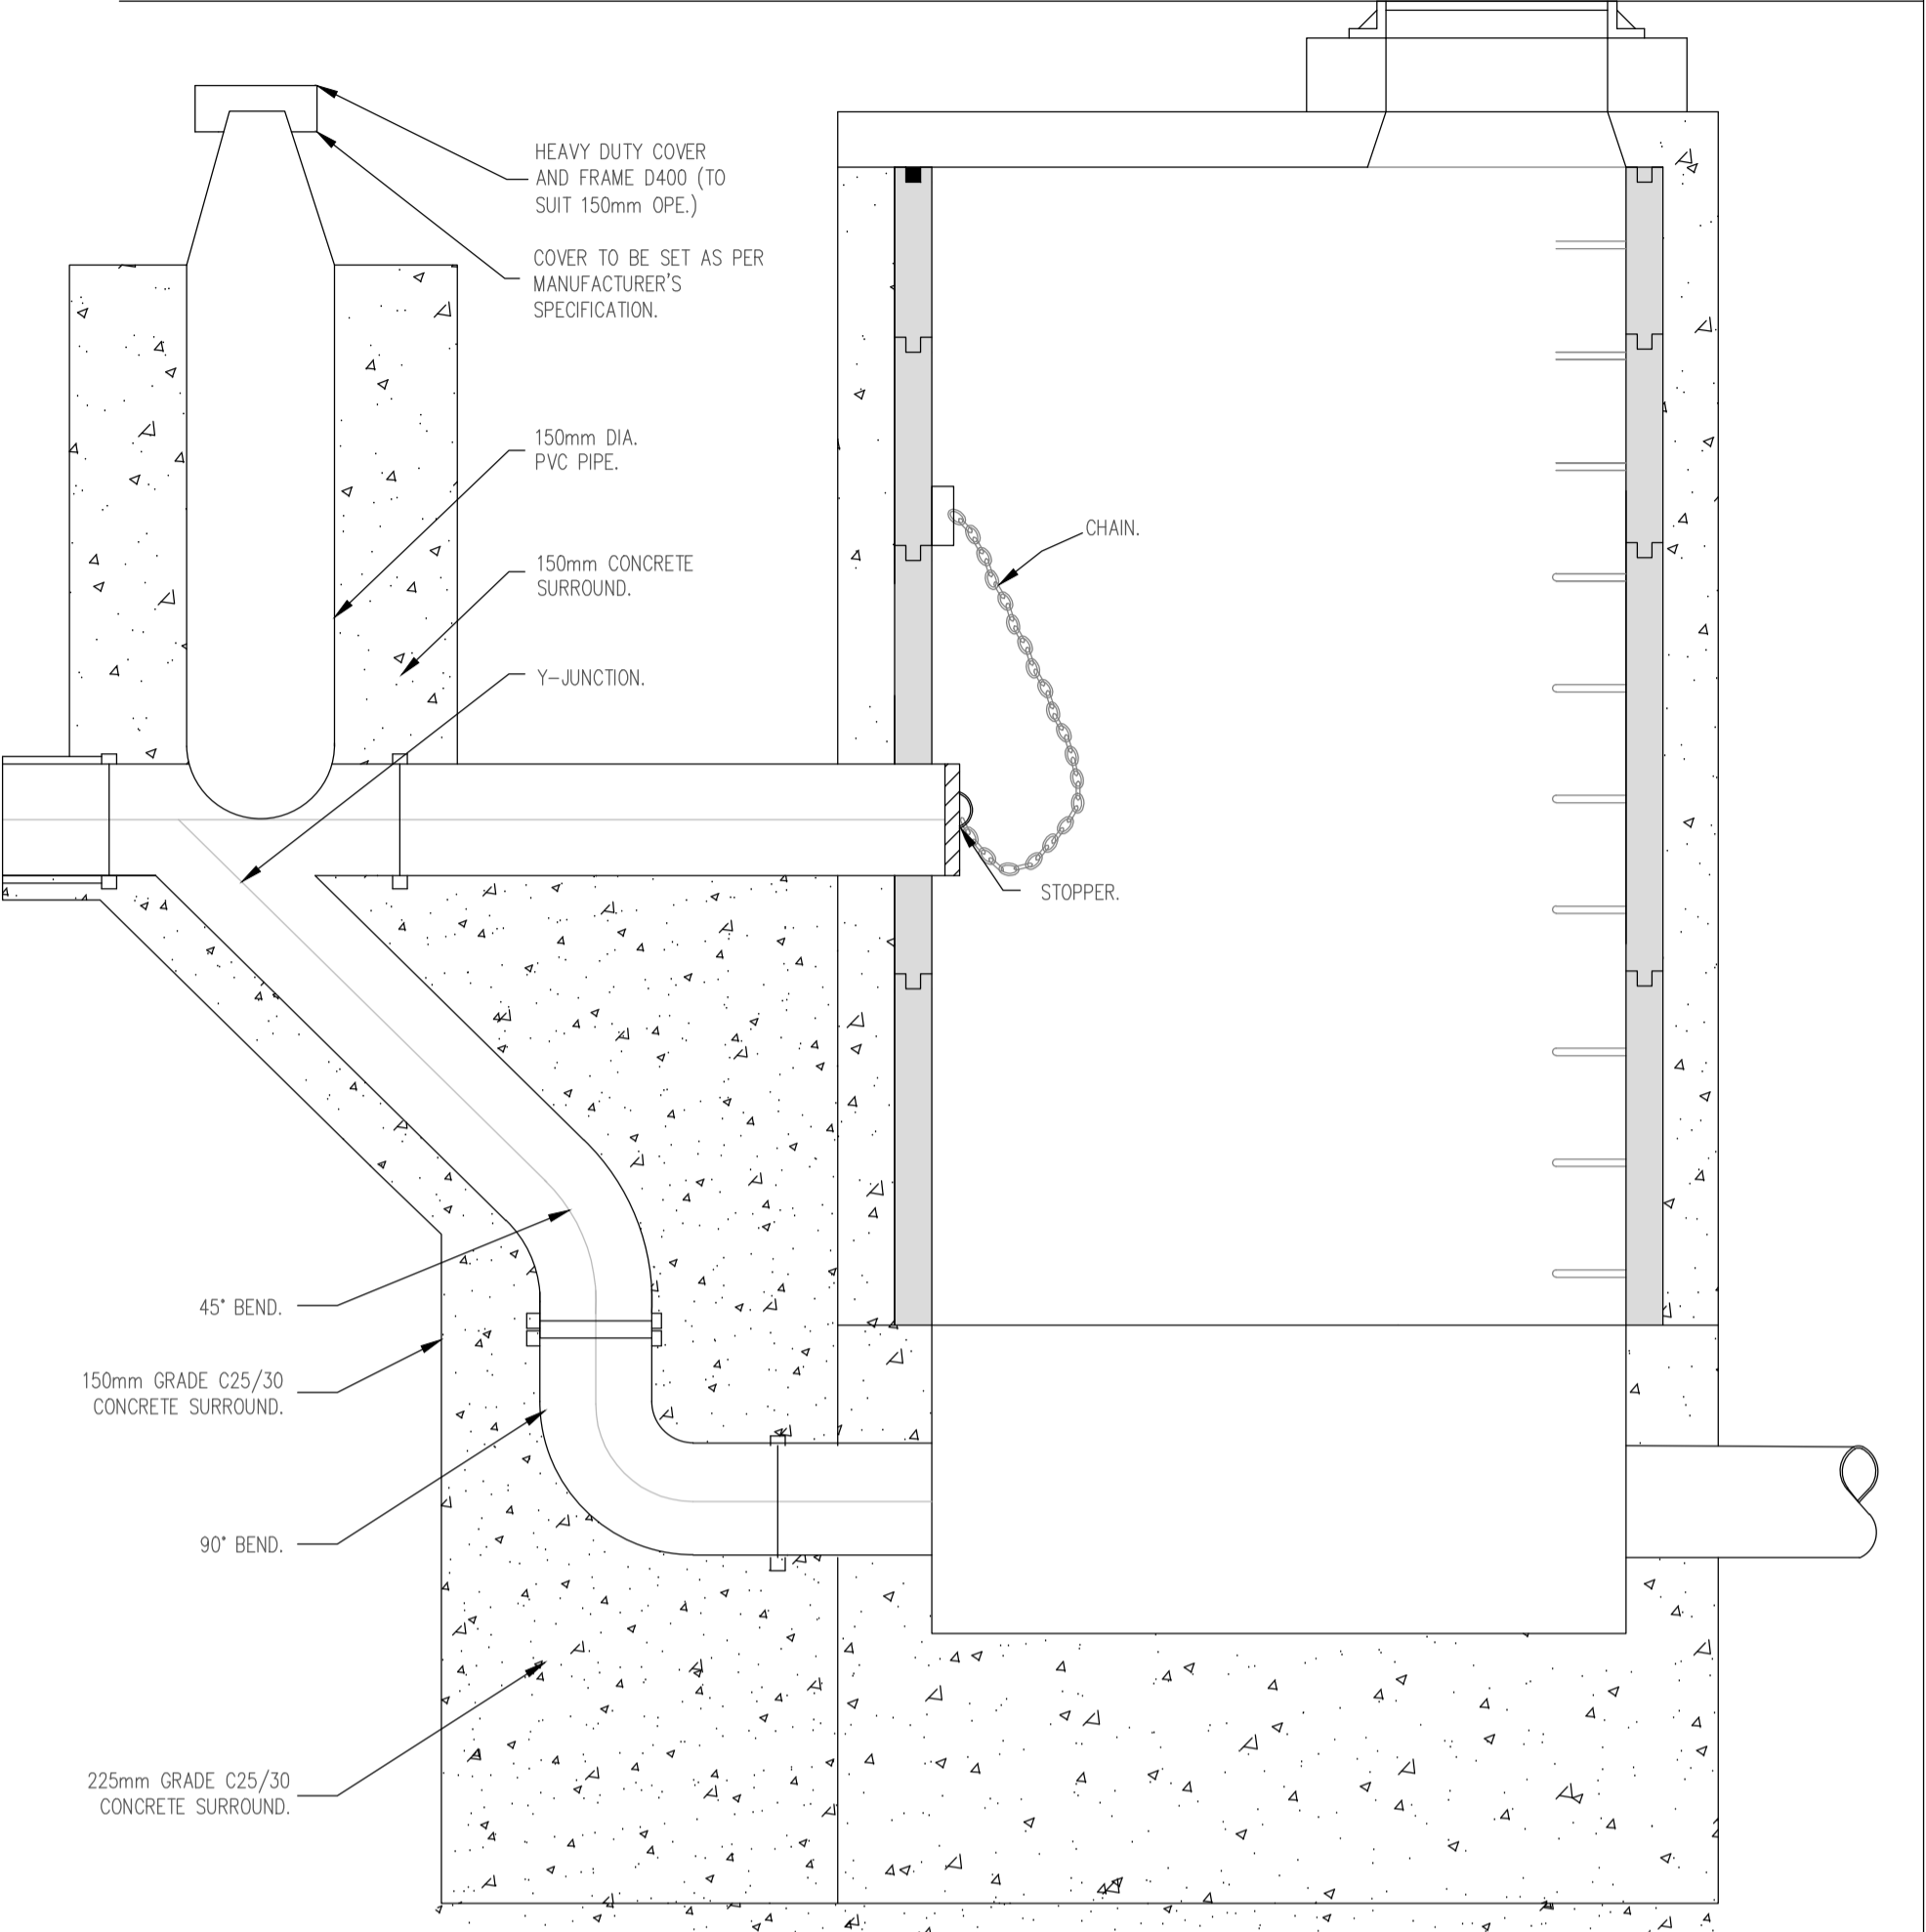 HEAVY DUTY COVER
AND FRAME D400 (TO
SUIT 150mm OPE.)
COVER TO BE SET AS PER
MANUFACTURER'S
SPECIFICATION.
150mm DIA.
PVC PIPE.
CHAIN.
150mm CONCRETE
SURROUND.
Y-JUNCTION.
STOPPER.
45° BEND.
150mm GRADE C25/30
CONCRETE SURROUND.
90° BEND.
225mm GRADE C25/30
CONCRETE SURROUND.